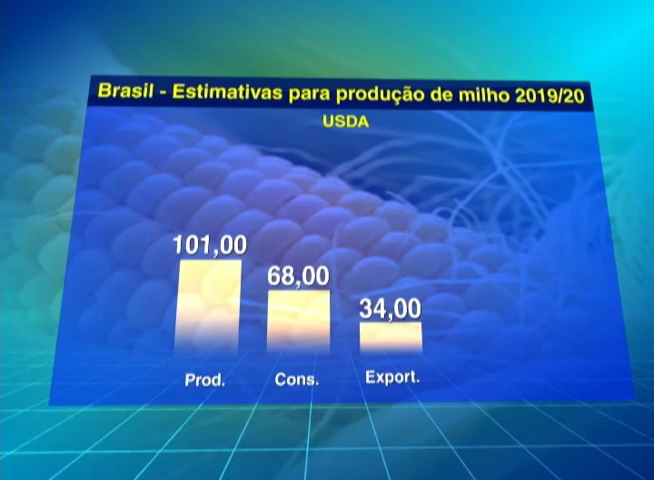 Brasil - Estimativas para produção de milho 2019/20
USDA
101,00
68,00
34,00
Prod.
Cons.
Export.